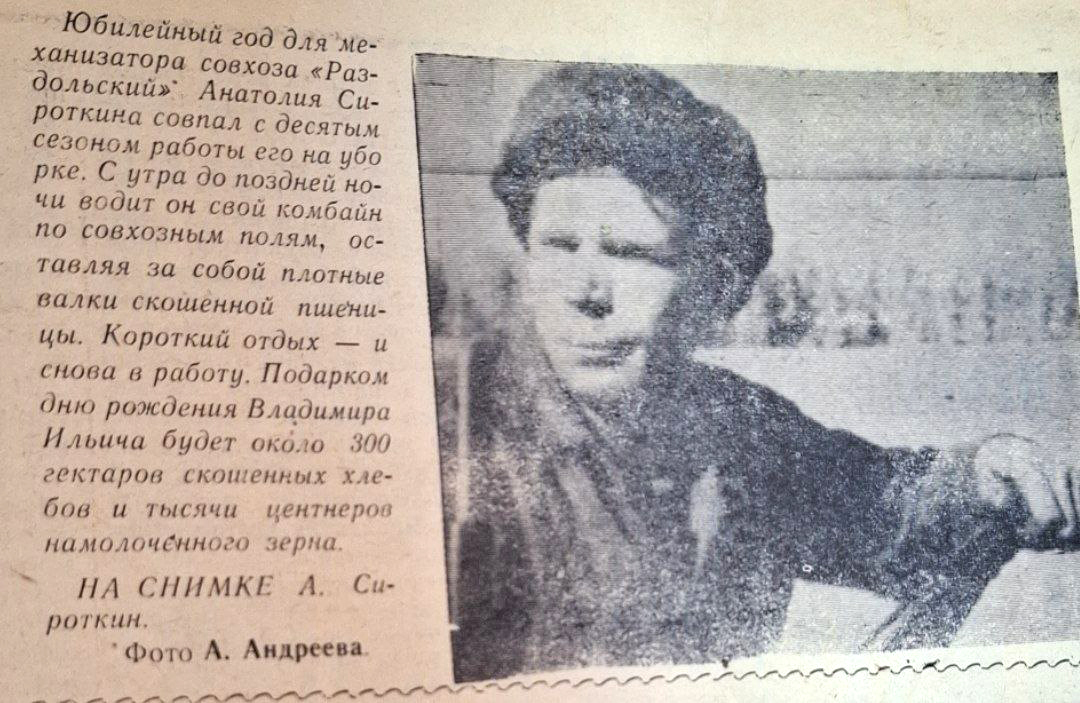 Юбилейный год для ме-
ханизатора совхоза «Раз-
дольский» Анатолия Си-
роткина совпал с десятым
сезоном работы его на убо
рке. С утра до поздней но-
чи водит он свой комбайн
по совхозным полям, ос-
тавляя за собой плотные
валки скошенной пшени-
цы. Короткий отдых — и
снова в работу. Подарком
дню рождения Владимира
Ильича будет около 300
гектаров скошенных хле-
бов и тысячи центнеров
намолоченного зерна.
НА СНИМКЕ А. Си-
роткин.
Фото А. Андреева.